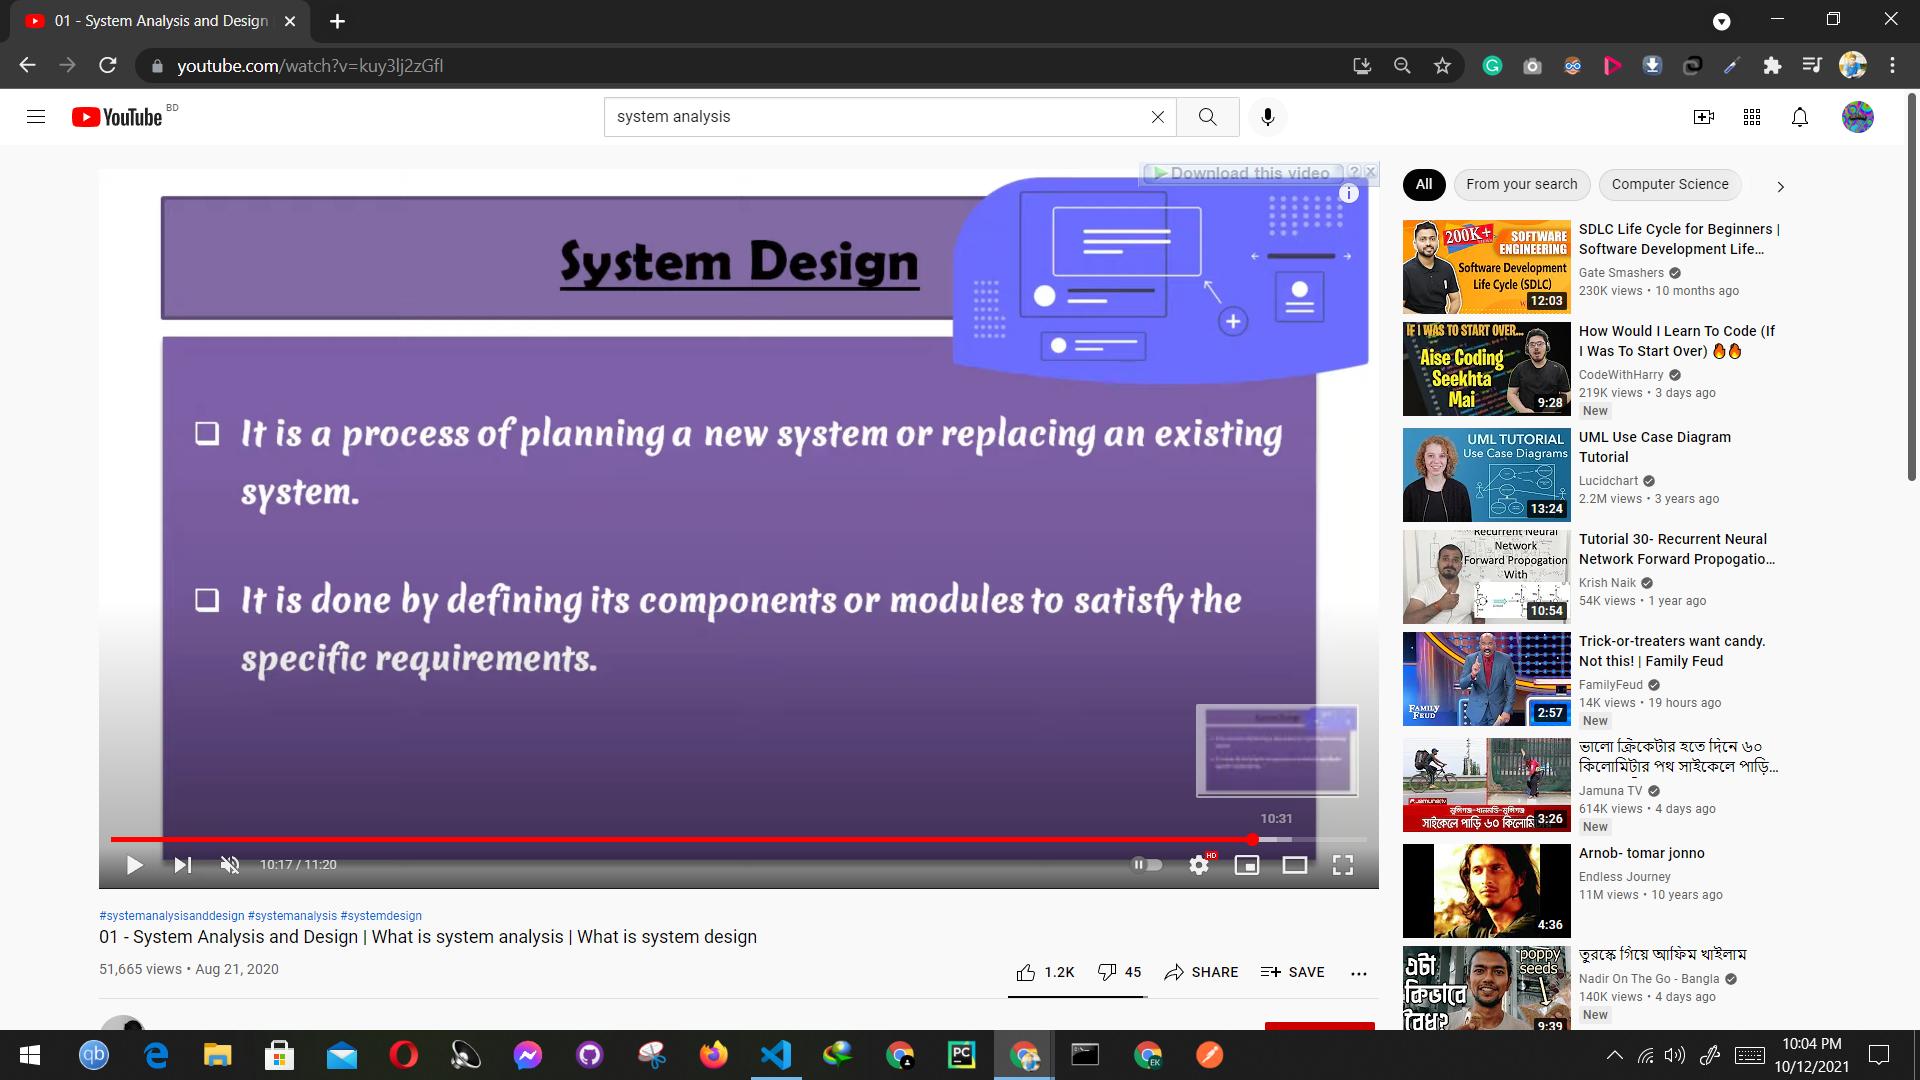 01 - System Analysis and Design
youtube.com/watch?v=kuy3lj2zGfI
YouTube BD
system analysis
Download this video
System Design
It is a process of planning a new system or replacing an existing
system.
It is done by defining its components or modules to satisfy the
specific requirements.
10:31
10:17 / 11:20
HD
#systemanalysisanddesign #systemanalysis #systemdesign
01 - System Analysis and Design | What is system analysis | What is system design
51,665 views • Aug 21, 2020
1.2K 45 SHARE SAVE
All From your search Computer Science
200K+ SOFTWARE
ENGINEERING
Software Development
Life Cycle (SDLC)
12:03
SDLC Life Cycle for Beginners |
Software Development Life...
Gate Smashers
230K views • 10 months ago
IF I WAS TO START OVER...
Aise Coding
Seekhta
Mai
9:28
How Would I Learn To Code (If
I Was To Start Over)
CodeWithHarry
219K views • 3 days ago
New
UML TUTORIAL
Use Case Diagrams
13:24
UML Use Case Diagram
Tutorial
Lucidchart
2.2M views • 3 years ago
Recurrent Neural
Network
Forward Propogation
With
10:54
Tutorial 30- Recurrent Neural
Network Forward Propogatio...
Krish Naik
54K views • 1 year ago
FAMILY
FEUD
2:57
Trick-or-treaters want candy.
Not this! | Family Feud
FamilyFeud
14K views • 19 hours ago
New
সাইকেলে পাড়ি ৬০ কিলোমি
3:26
ভালো ক্রিকেটার হতে দিনে ৬০
কিলোমিটার পথ সাইকেলে পাড়ি...
Jamuna TV
614K views • 4 days ago
New
4:36
Arnob- tomar jonno
Endless Journey
11M views • 10 years ago
এটা
কিভাবে
বৈধ?
poppy
seeds
9:39
তুরস্কে গিয়ে আফিম খাইলাম
Nadir On The Go - Bangla
140K views • 4 days ago
New
qb
PC
EK
10:04 PM
10/12/2021